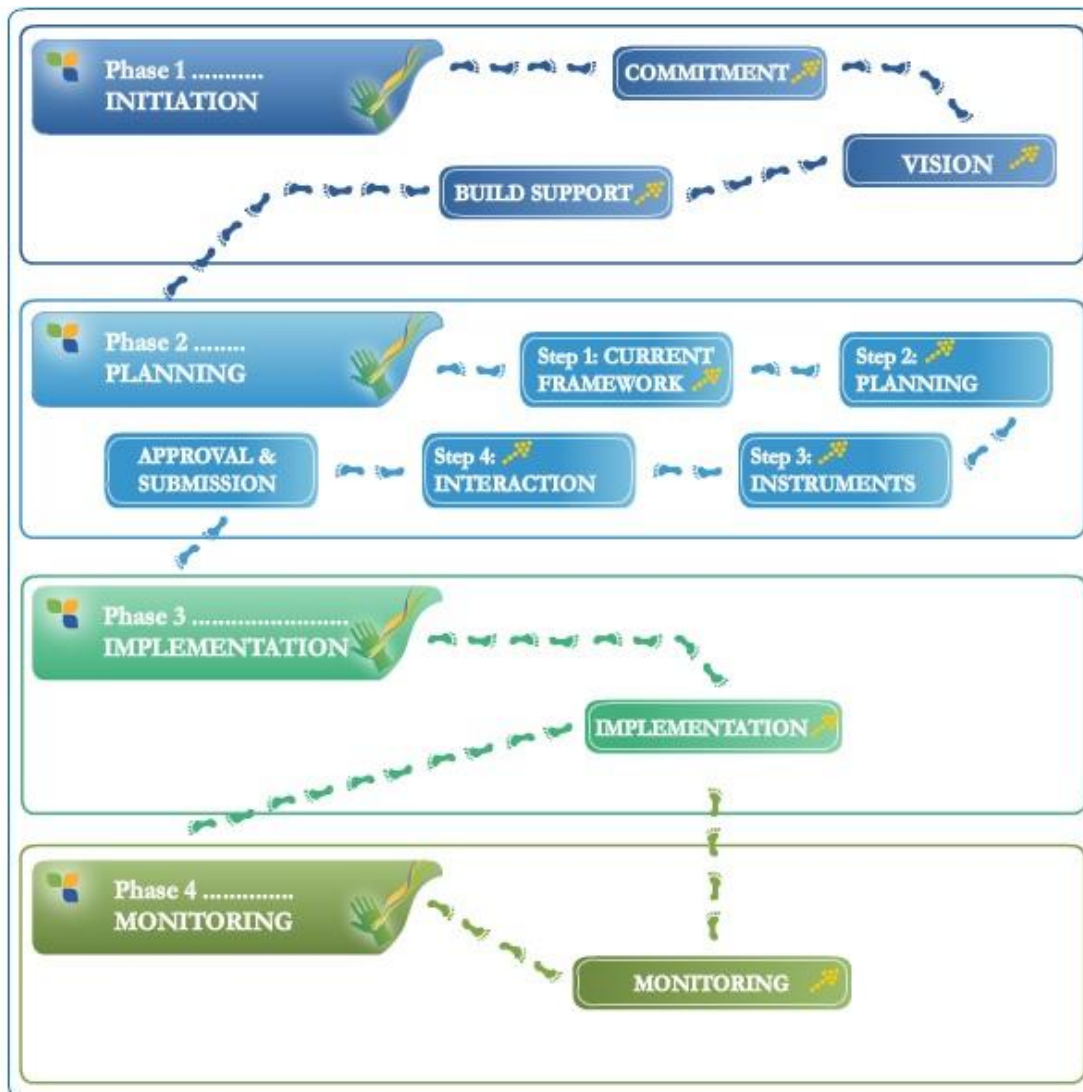 Phase 1 ...........
INITIATION
COMMITMENT
VISION
BUILD SUPPORT
Phase 2 ........
PLANNING
Step 1: CURRENT
FRAMEWORK
Step 2:
PLANNING
Step 3:
INSTRUMENTS
Step 4:
INTERACTION
APPROVAL &
SUBMISSION
Phase 3 .......................
IMPLEMENTATION
IMPLEMENTATION
Phase 4 ..............
MONITORING
MONITORING